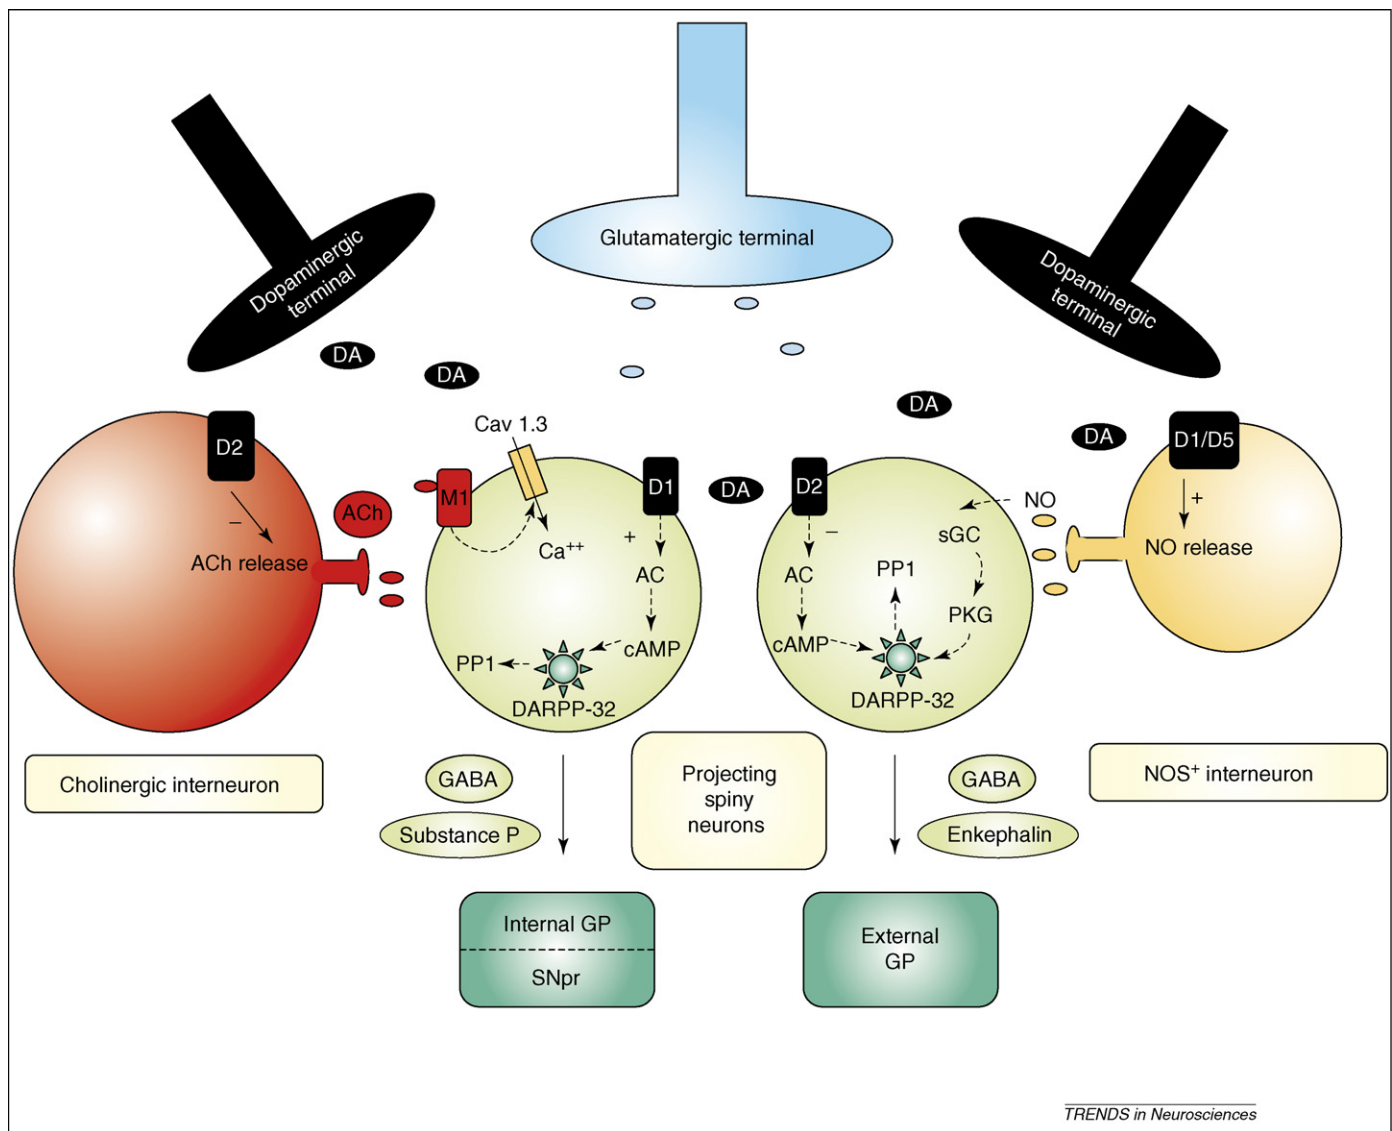 Glutamatergic terminal
Dopaminergic
terminal
Dopaminergic
terminal
DA
DA
DA
DA
DA
D2
–
ACh release
ACh
M1
Cav 1.3
Ca⁺⁺
D1
+
AC
cAMP
PP1
DARPP-32
D2
–
AC
cAMP
PP1
DARPP-32
NO
sGC
PKG
D1/D5
+
NO release
Cholinergic interneuron
GABA
Substance P
Projecting
spiny
neurons
GABA
Enkephalin
NOS⁺ interneuron
Internal GP
SNpr
External
GP
TRENDS in Neurosciences